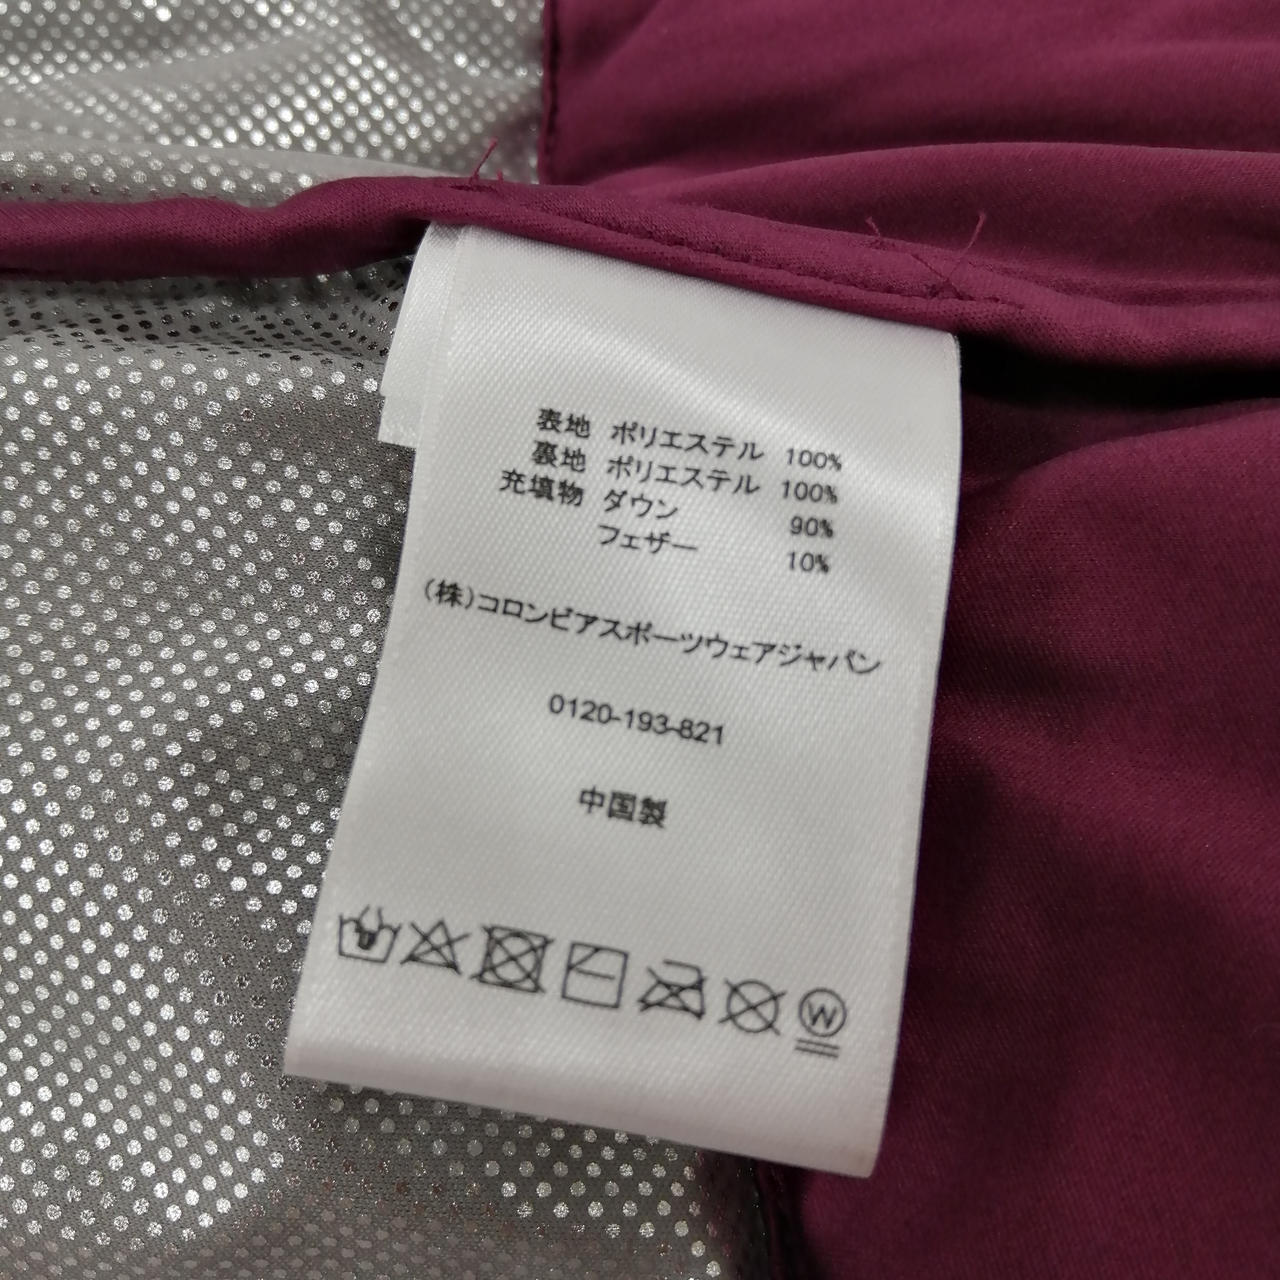 表地 ポリエステル 100%
裏地 ポリエステル 100%
充填物 ダウン 90%
フェザー 10%
(株)コロンビアスポーツウェアジャパン
0120-193-821
中国製
W